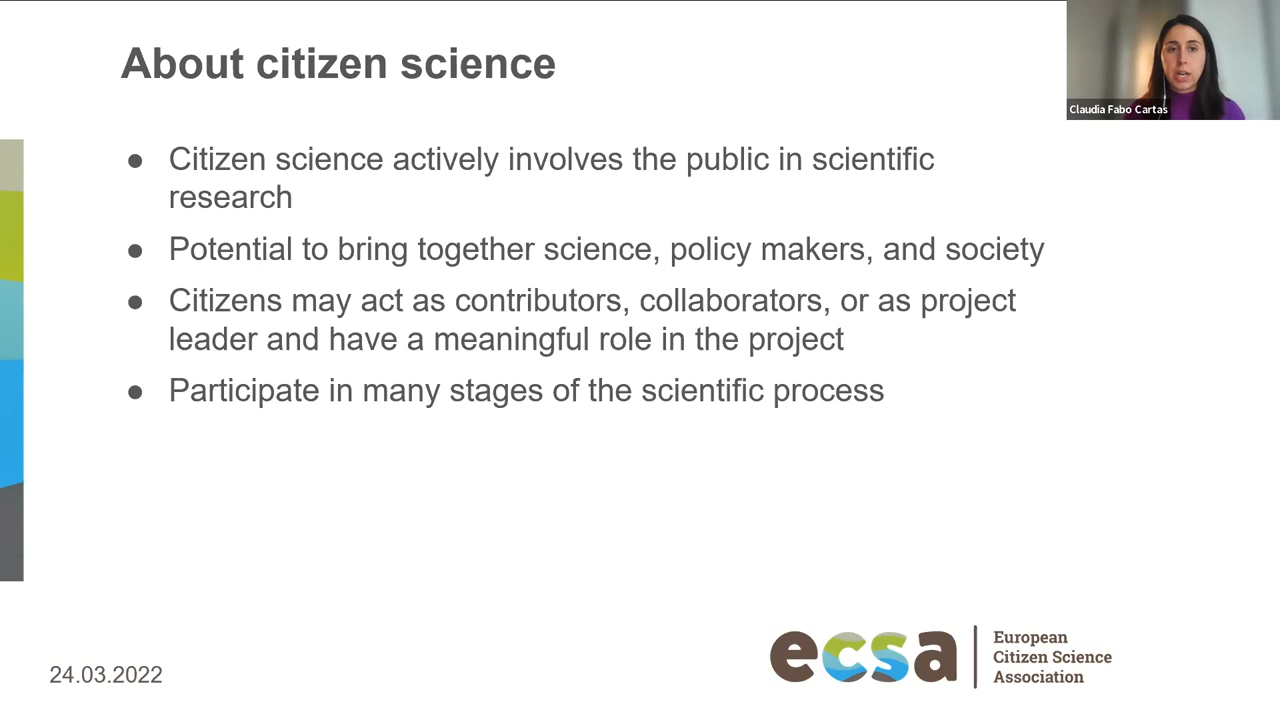 About citizen science
Claudia Fabo Cartas
● Citizen science actively involves the public in scientific
research
● Potential to bring together science, policy makers, and society
● Citizens may act as contributors, collaborators, or as project
leader and have a meaningful role in the project
● Participate in many stages of the scientific process
24.03.2022
ecsa
European
Citizen Science
Association